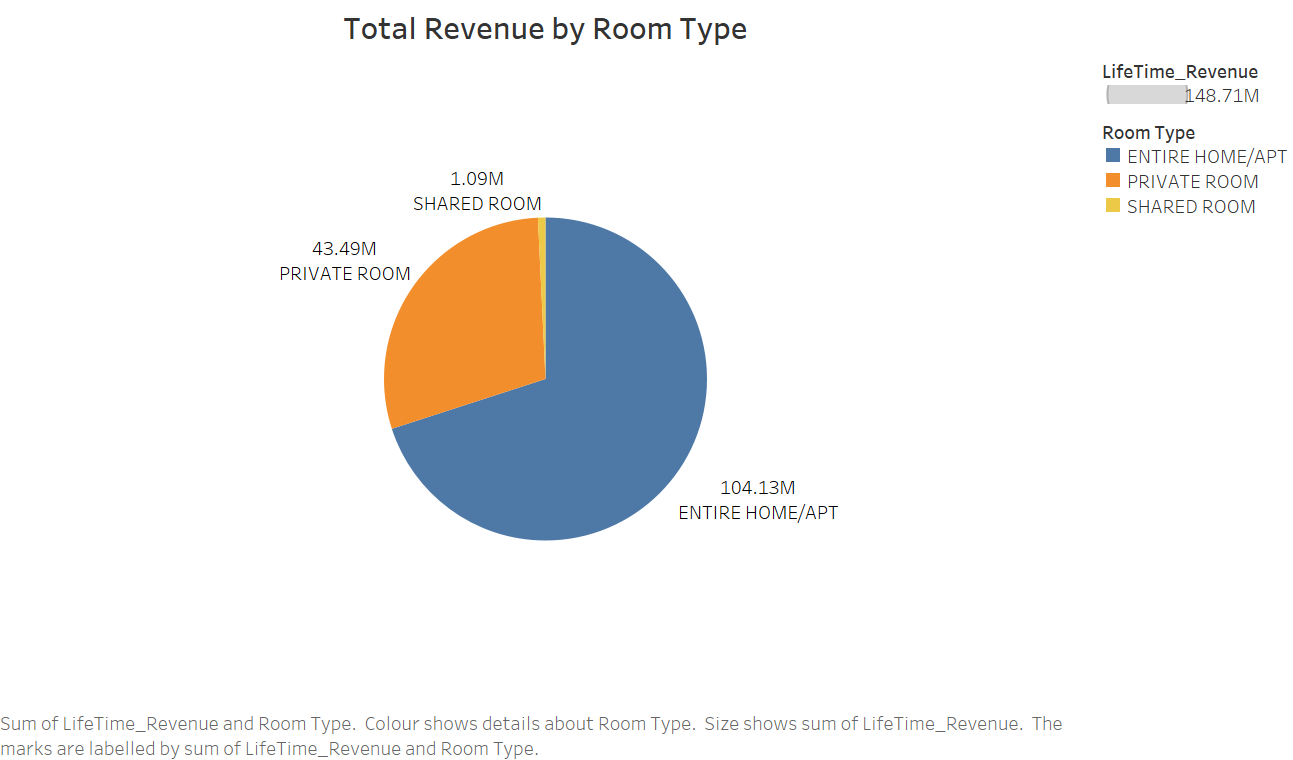 Total Revenue by Room Type
LifeTime_Revenue
148.71M
Room Type
ENTIRE HOME/APT
PRIVATE ROOM
SHARED ROOM
1.09M
SHARED ROOM
43.49M
PRIVATE ROOM
104.13M
ENTIRE HOME/APT
Sum of LifeTime_Revenue and Room Type.  Colour shows details about Room Type.  Size shows sum of LifeTime_Revenue.  The
marks are labelled by sum of LifeTime_Revenue and Room Type.